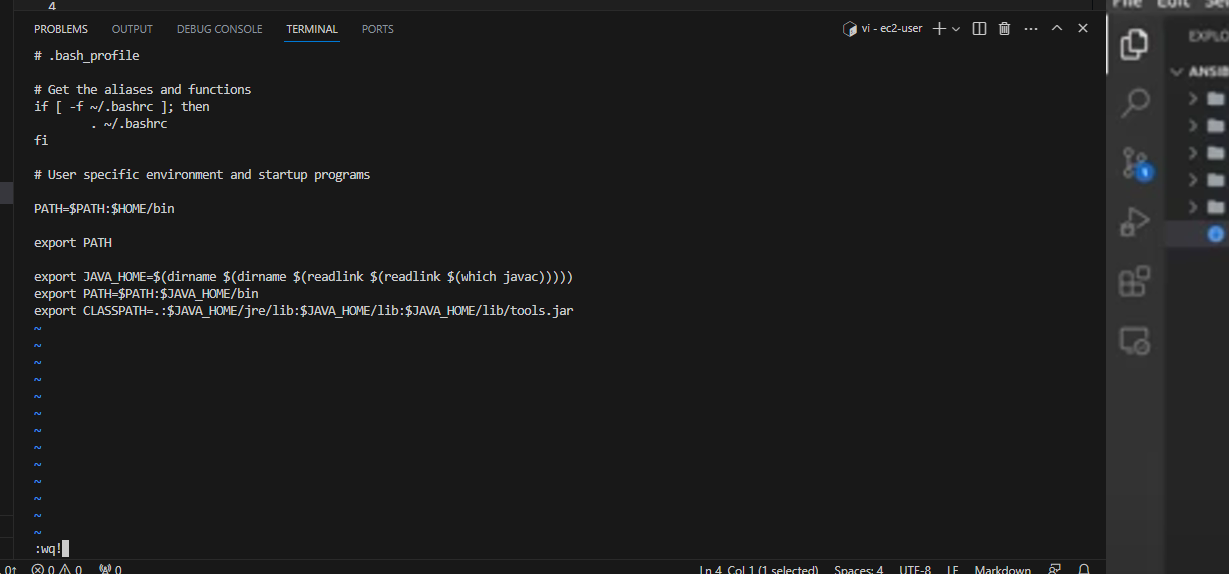 4
PROBLEMS OUTPUT DEBUG CONSOLE TERMINAL PORTS vi - ec2-user
# .bash_profile
# Get the aliases and functions
if [ -f ~/.bashrc ]; then
. ~/.bashrc
fi
# User specific environment and startup programs
PATH=$PATH:$HOME/bin
export PATH
export JAVA_HOME=$(dirname $(dirname $(readlink $(readlink $(which javac)))))
export PATH=$PATH:$JAVA_HOME/bin
export CLASSPATH=.:$JAVA_HOME/jre/lib:$JAVA_HOME/lib:$JAVA_HOME/lib/tools.jar
~
~
~
~
~
~
~
~
~
~
~
~
~
:wq!
0↑ 0 0 0 Ln 4, Col 1 (1 selected) Spaces: 4 UTF-8 LF Markdown
File Edit Se
EXPLO
ANSIB
1